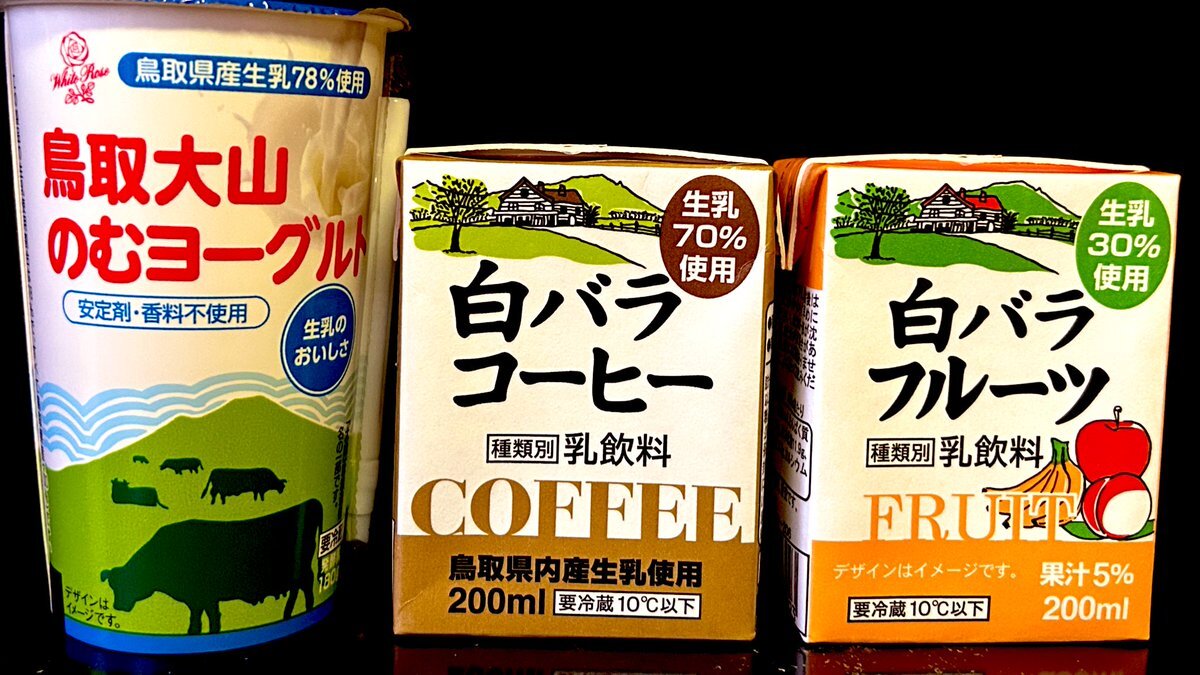 White Rose
鳥取県産生乳78%使用
鳥取大山
のむヨーグルト
安定剤・香料不使用
生乳の
おいしさ
デザインは
イメージです。
生乳
70%
使用
白バラ
コーヒー
種類別 乳飲料
COFFEE
鳥取県内産生乳使用
200ml 要冷蔵10℃以下
生乳
30%
使用
白バラ
フルーツ
種類別 乳飲料
FRUIT
デザインはイメージです。
果汁5%
要冷蔵10℃以下
200ml